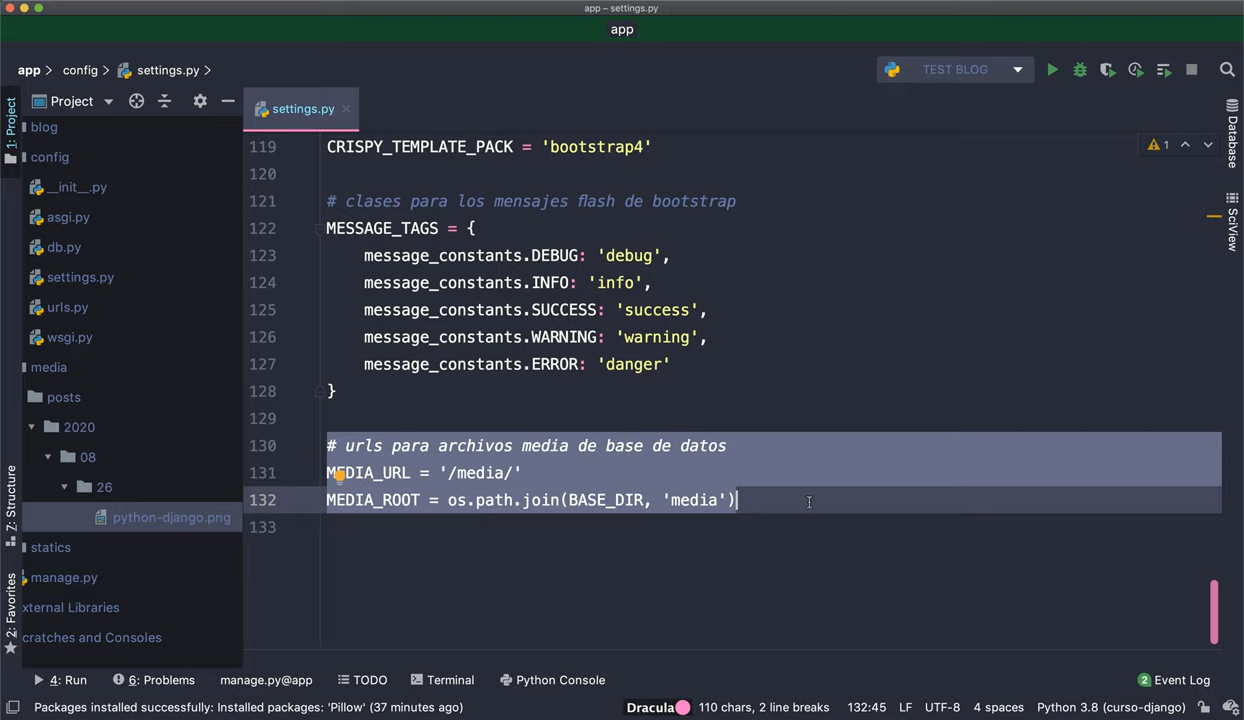 app – settings.py
app
app
config
settings.py
TEST BLOG
1: Project
Project
settings.py
blog
config
__init__.py
asgi.py
db.py
settings.py
urls.py
wsgi.py
media
posts
2020
08
26
python-django.png
statics
manage.py
xternal Libraries
cratches and Consoles
119 CRISPY_TEMPLATE_PACK = 'bootstrap4'
120
121 # clases para los mensajes flash de bootstrap
122 MESSAGE_TAGS = {
123 message_constants.DEBUG: 'debug',
124 message_constants.INFO: 'info',
125 message_constants.SUCCESS: 'success',
126 message_constants.WARNING: 'warning',
127 message_constants.ERROR: 'danger'
128 }
129
130 # urls para archivos media de base de datos
131 MEDIA_URL = '/media/'
132 MEDIA_ROOT = os.path.join(BASE_DIR, 'media')
133
1
Database
SciView
Z: Structure
2: Favorites
4: Run
6: Problems
manage.py@app
TODO
Terminal
Python Console
2 Event Log
Packages installed successfully: Installed packages: 'Pillow' (37 minutes ago)
Dracula
110 chars, 2 line breaks
132:45
LF
UTF-8
4 spaces
Python 3.8 (curso-django)